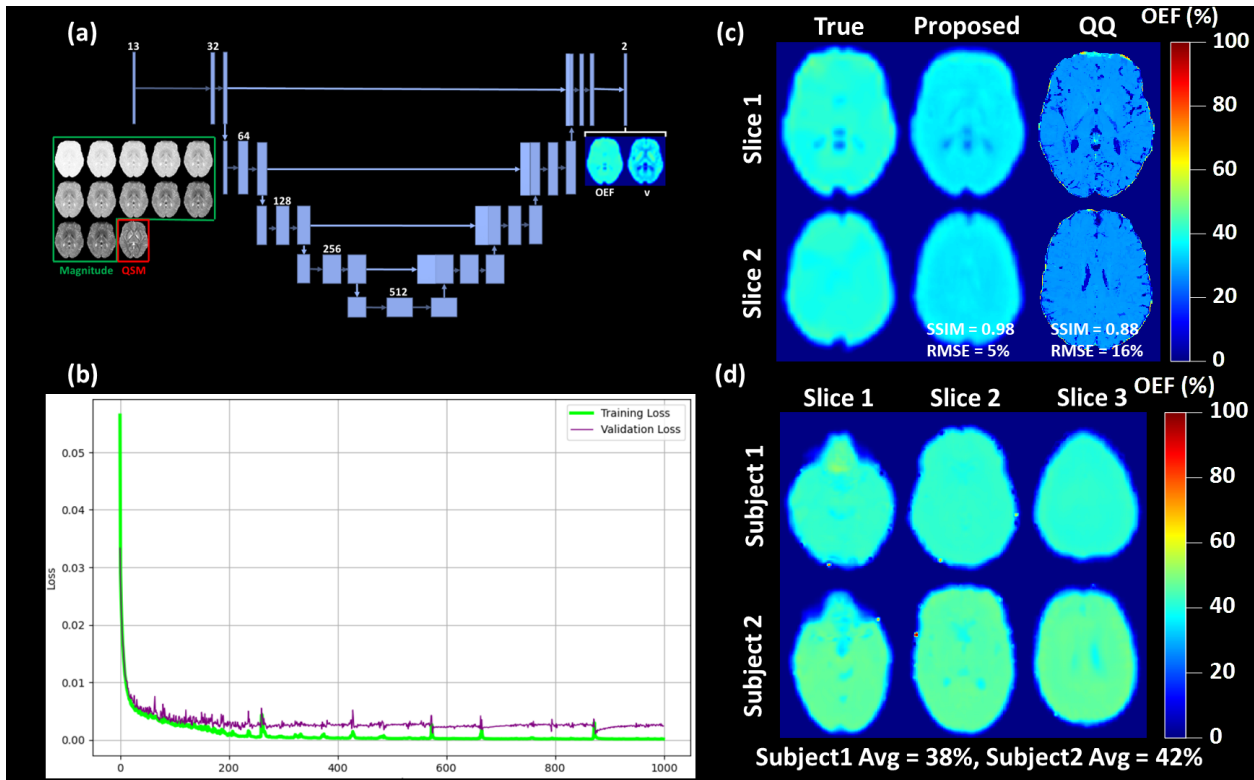 (a)
13
32
2
64
128
256
512
OEF
v
Magnitude
QSM
(b)
Training Loss
Validation Loss
Loss
0.05
0.04
0.03
0.02
0.01
0.00
0
200
400
600
800
1000
(c)
True
Proposed
QQ
OEF (%)
Slice 1
Slice 2
SSIM = 0.98
RMSE = 5%
SSIM = 0.88
RMSE = 16%
100
80
60
40
20
0
(d)
Slice 1
Slice 2
Slice 3
OEF (%)
Subject 1
Subject 2
100
80
60
40
20
0
Subject1 Avg = 38%, Subject2 Avg = 42%